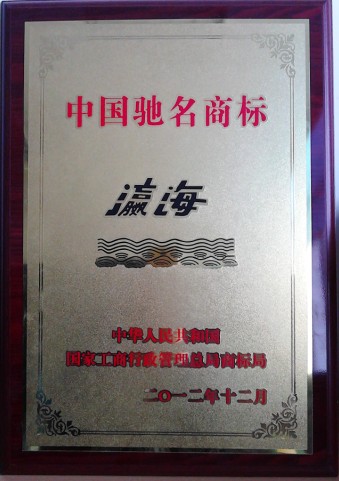 中国驰名商标
瀛海
中华人民共和国
国家工商行政管理总局商标局
二〇一二年十二月